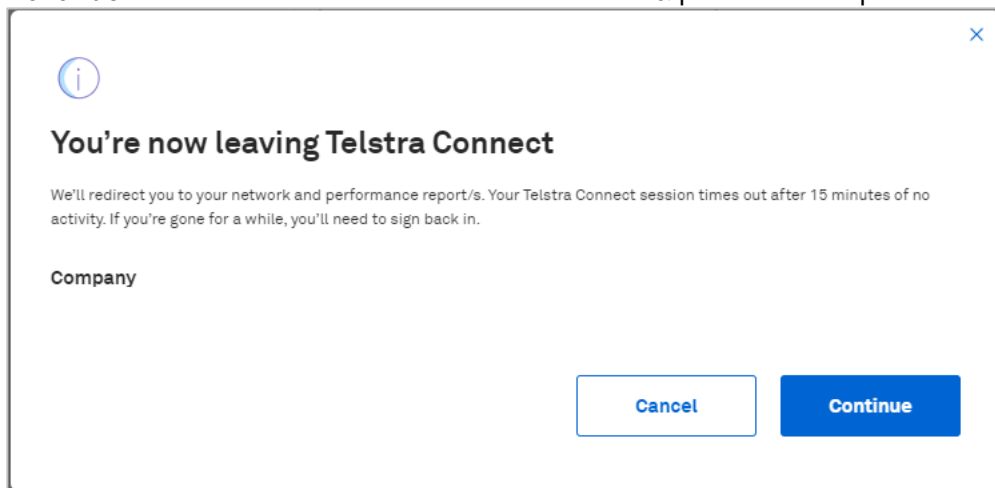 You're now leaving Telstra Connect
We'll redirect you to your network and performance report/s. Your Telstra Connect session times out after 15 minutes of no
activity. If you're gone for a while, you'll need to sign back in.
Company
Cancel
Continue